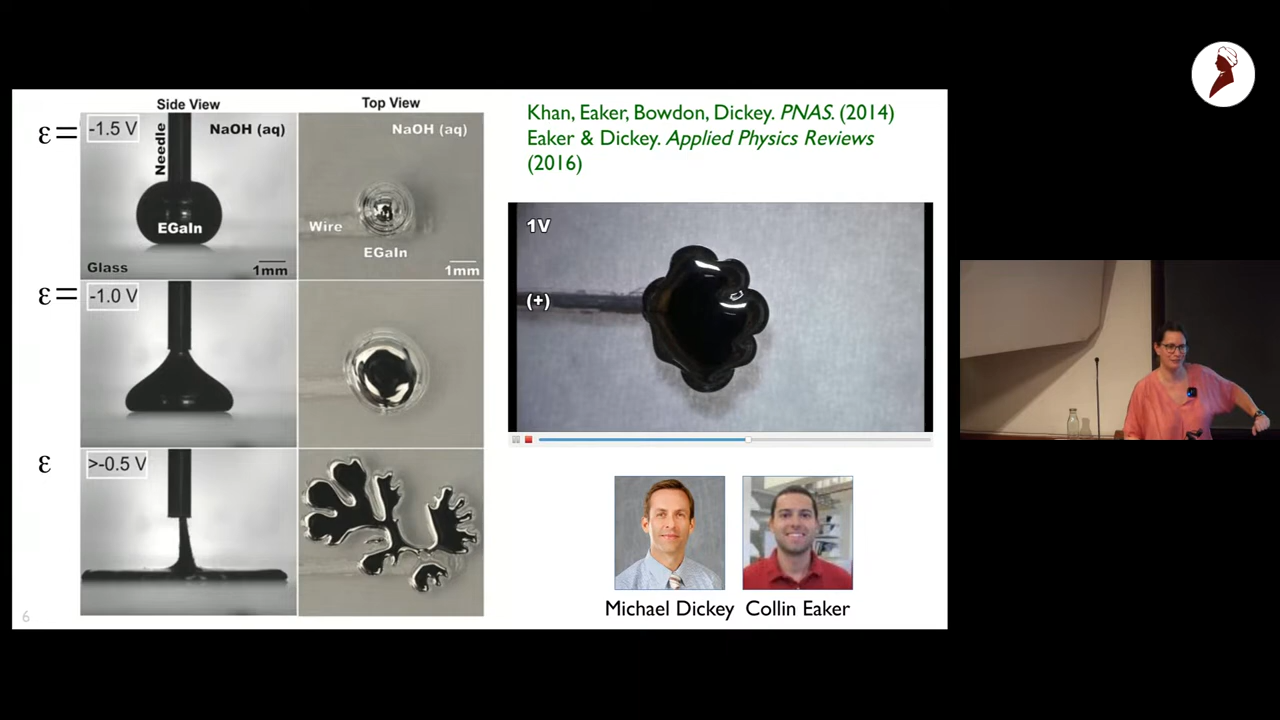 Side View
Top View
ε= -1.5 V
Needle
NaOH (aq)
EGaIn
Glass
1mm
NaOH (aq)
Wire
EGaIn
1mm
ε= -1.0 V
ε >-0.5 V
6
Khan, Eaker, Bowdon, Dickey. PNAS. (2014)
Eaker & Dickey. Applied Physics Reviews
(2016)
1V
(+)
Michael Dickey
Collin Eaker